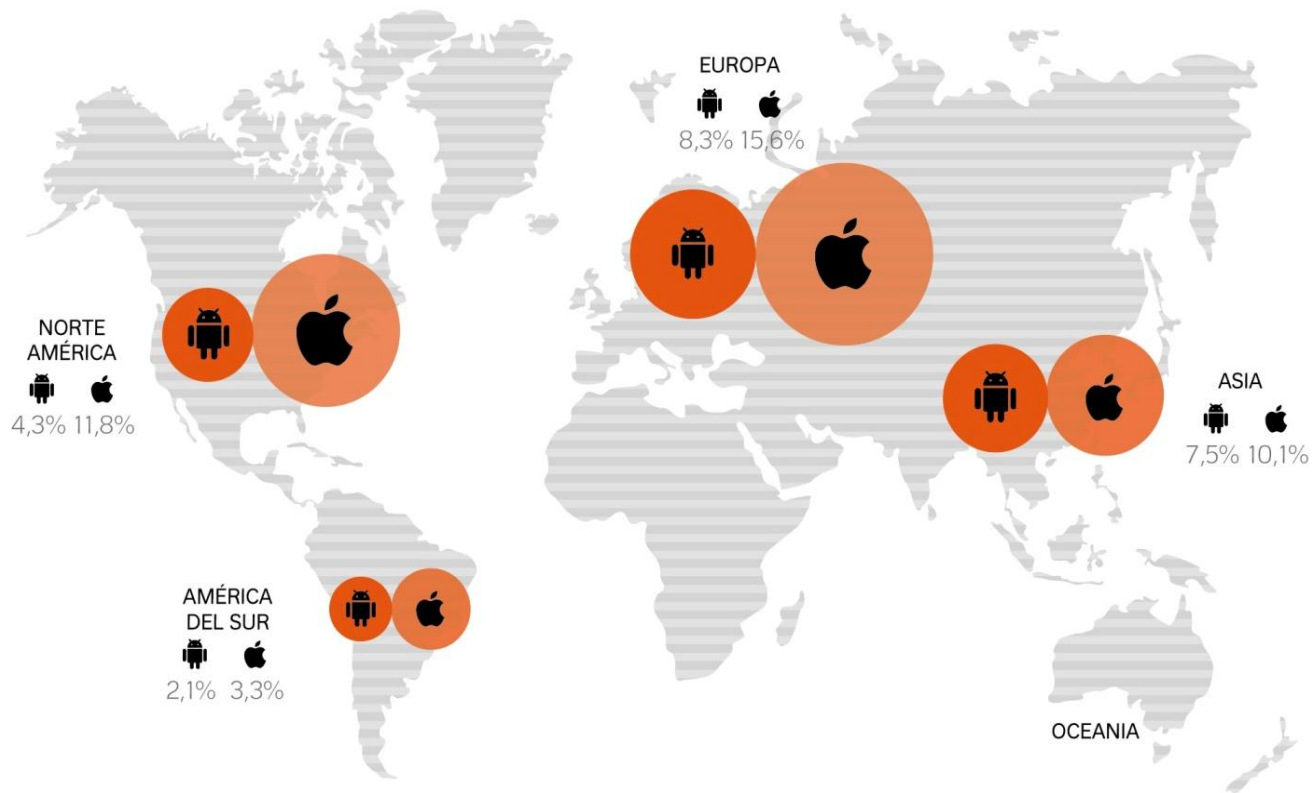 EUROPA
8,3% 15,6%
NORTE
AMÉRICA
4,3% 11,8%
ASIA
7,5% 10,1%
AMÉRICA
DEL SUR
2,1% 3,3%
OCEANIA